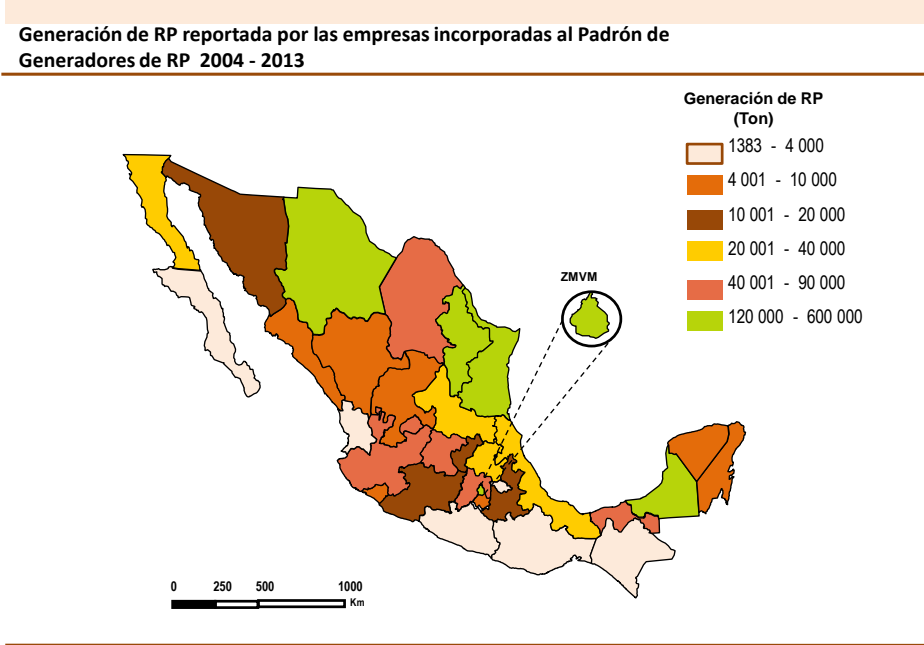 Generación de RP reportada por las empresas incorporadas al Padrón de
Generadores de RP 2004 - 2013
Generación de RP
(Ton)
1383 - 4 000
4 001 - 10 000
10 001 - 20 000
20 001 - 40 000
40 001 - 90 000
120 000 - 600 000
ZMVM
0 250 500 1000
Km